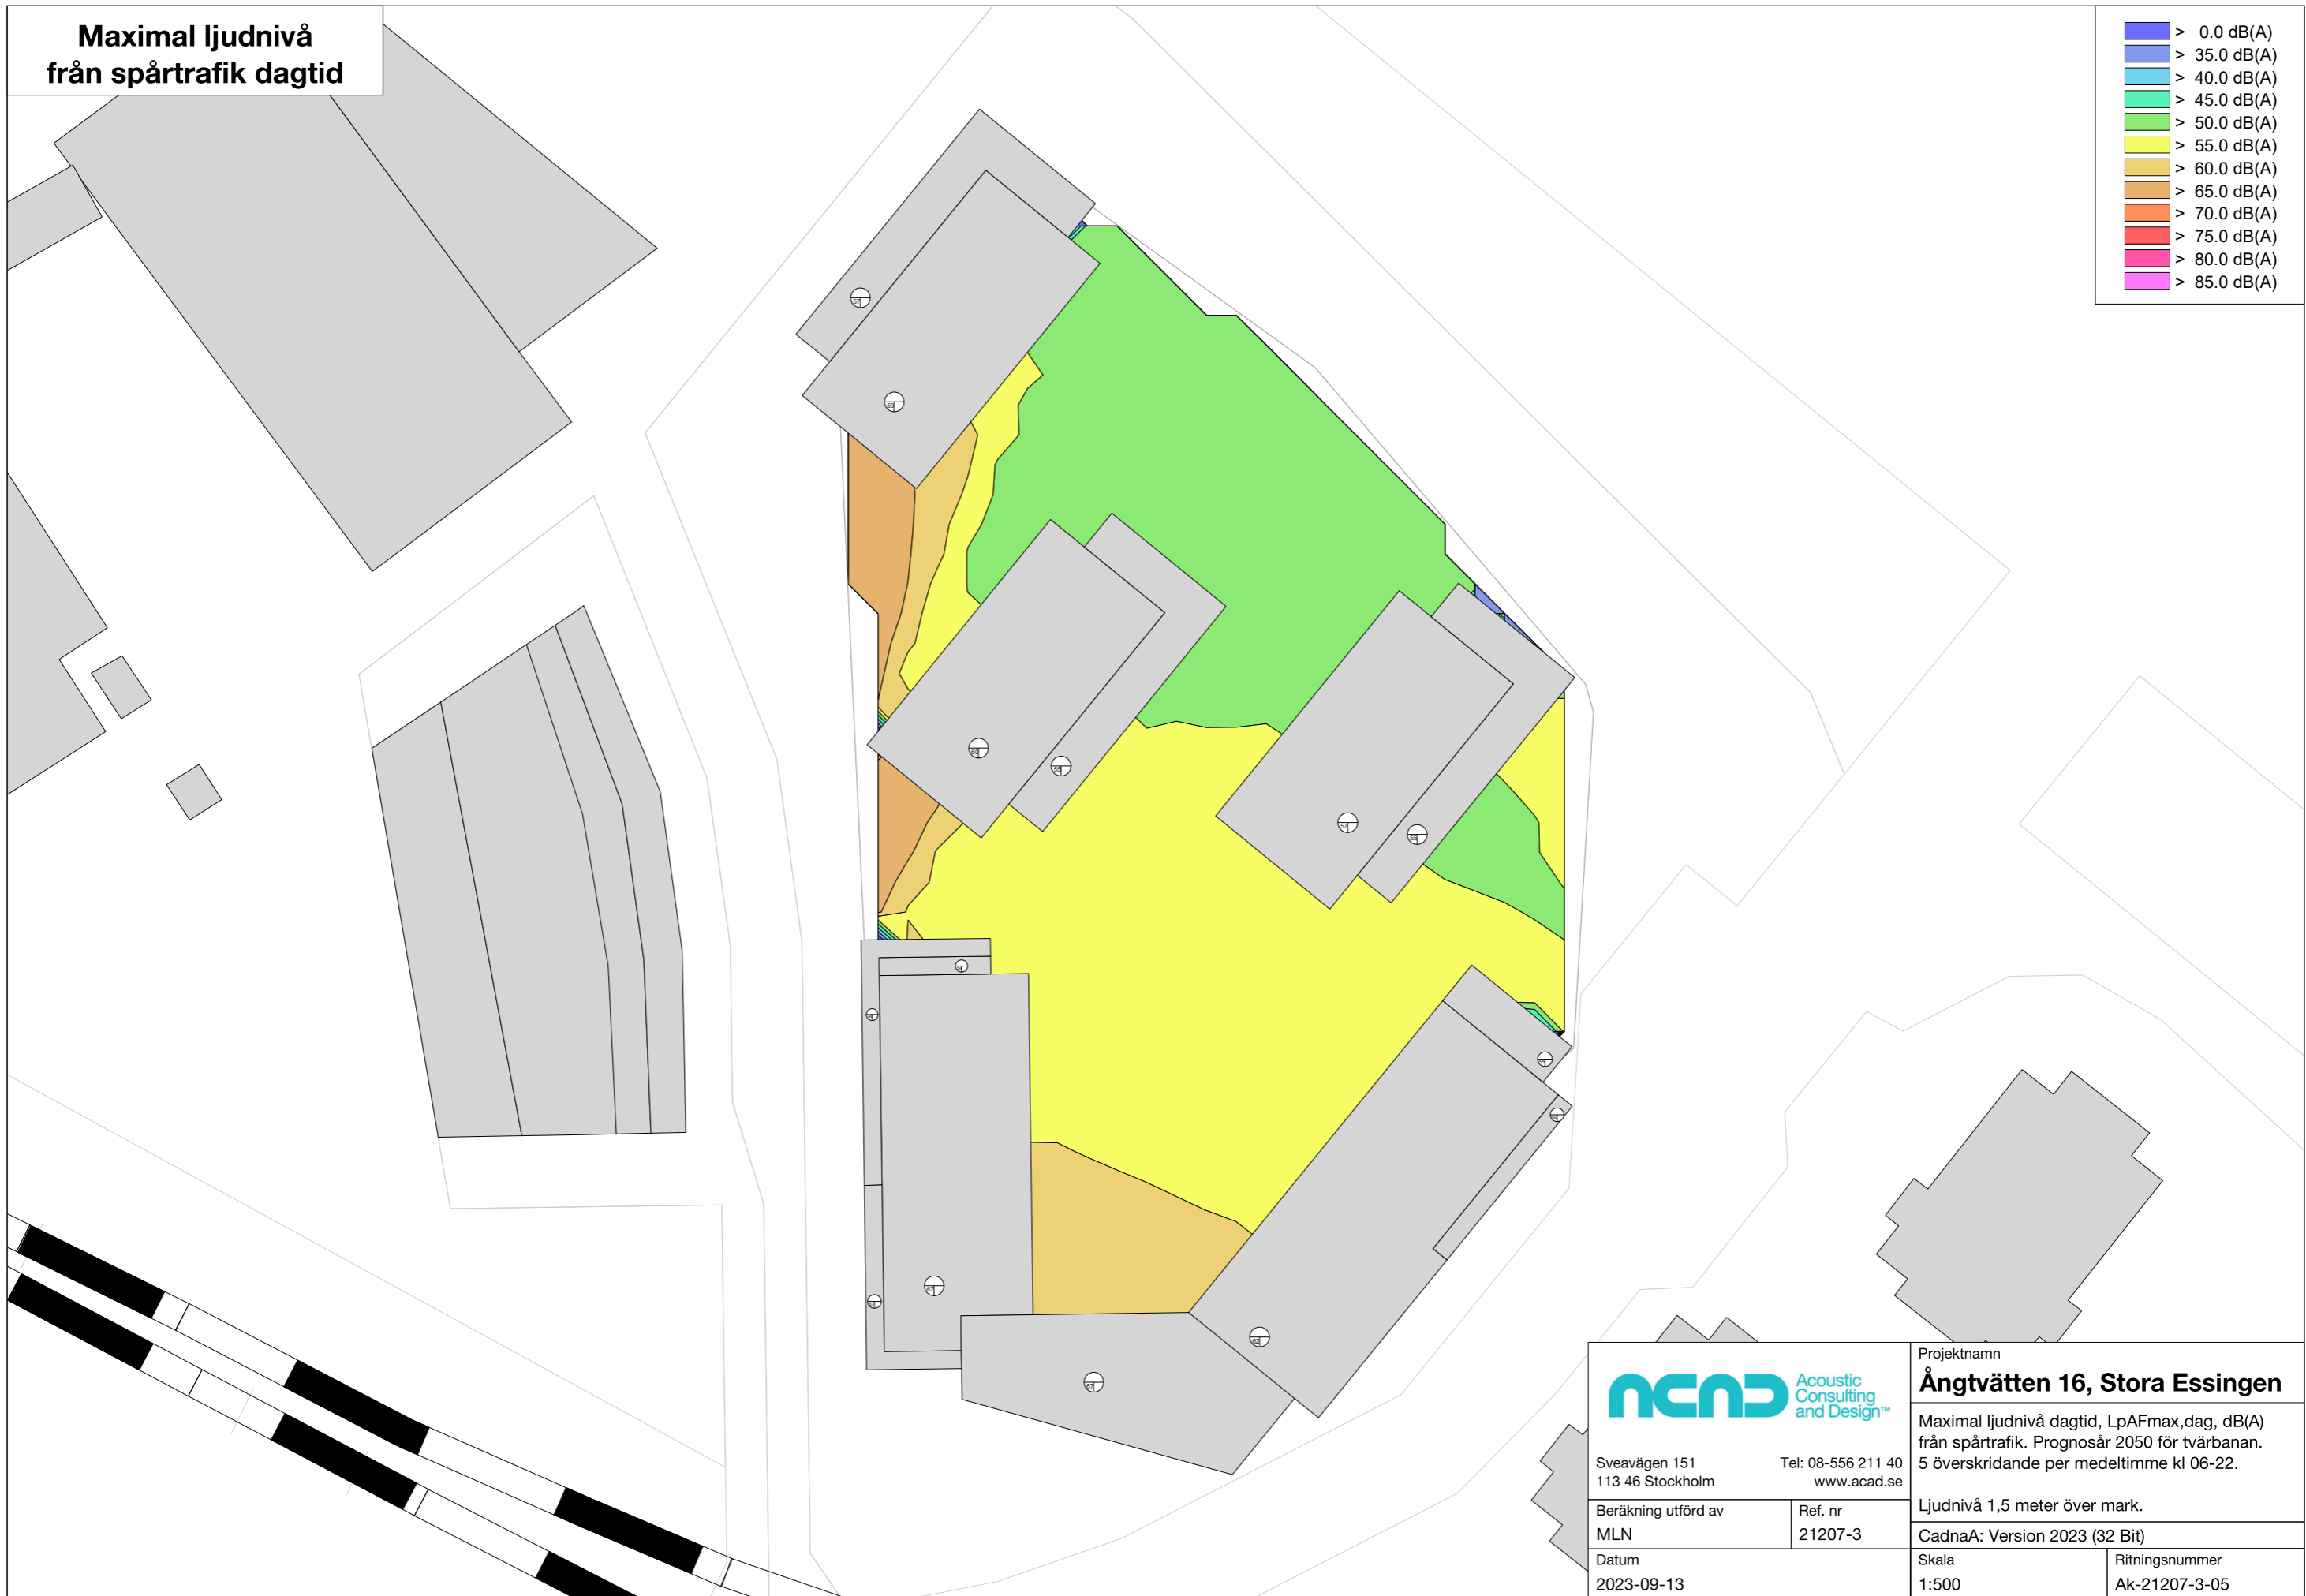 Maximal ljudnivå
från spårtrafik dagtid
> 0.0 dB(A)
> 35.0 dB(A)
> 40.0 dB(A)
> 45.0 dB(A)
> 50.0 dB(A)
> 55.0 dB(A)
> 60.0 dB(A)
> 65.0 dB(A)
> 70.0 dB(A)
> 75.0 dB(A)
> 80.0 dB(A)
> 85.0 dB(A)
acad
Acoustic
Consulting
and Design™
Sveavägen 151
113 46 Stockholm
Tel: 08-556 211 40
www.acad.se
Beräkning utförd av
MLN
Ref. nr
21207-3
Datum
2023-09-13
Projektnamn
Ångtvätten 16, Stora Essingen
Maximal ljudnivå dagtid, LpAFmax,dag, dB(A)
från spårtrafik. Prognosår 2050 för tvärbanan.
5 överskridande per medeltimme kl 06-22.
Ljudnivå 1,5 meter över mark.
CadnaA: Version 2023 (32 Bit)
Skala
1:500
Ritningsnummer
Ak-21207-3-05